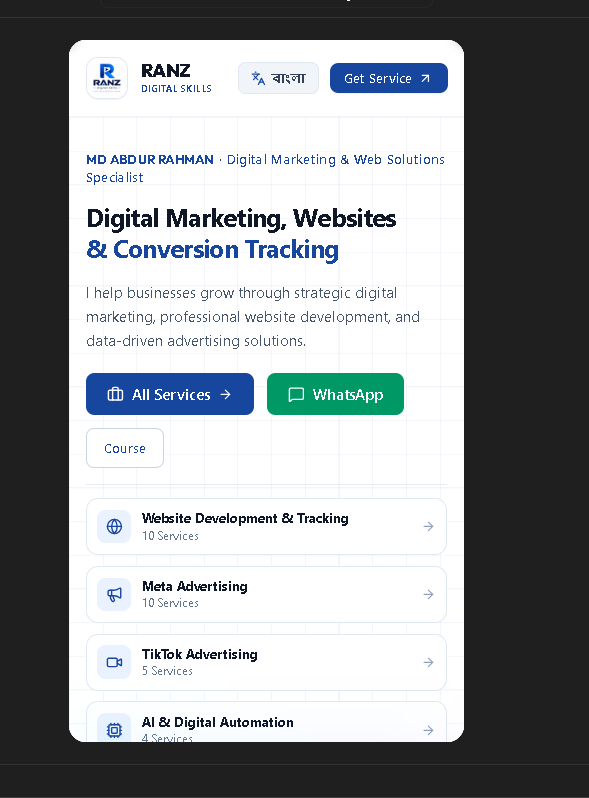 RANZ
RANZ
DIGITAL SKILLS
বাংলা
Get Service
MD ABDUR RAHMAN · Digital Marketing & Web Solutions
Specialist
Digital Marketing, Websites
& Conversion Tracking
I help businesses grow through strategic digital
marketing, professional website development, and
data-driven advertising solutions.
All Services
WhatsApp
Course
Website Development & Tracking
10 Services
Meta Advertising
10 Services
TikTok Advertising
5 Services
AI & Digital Automation
4 Services